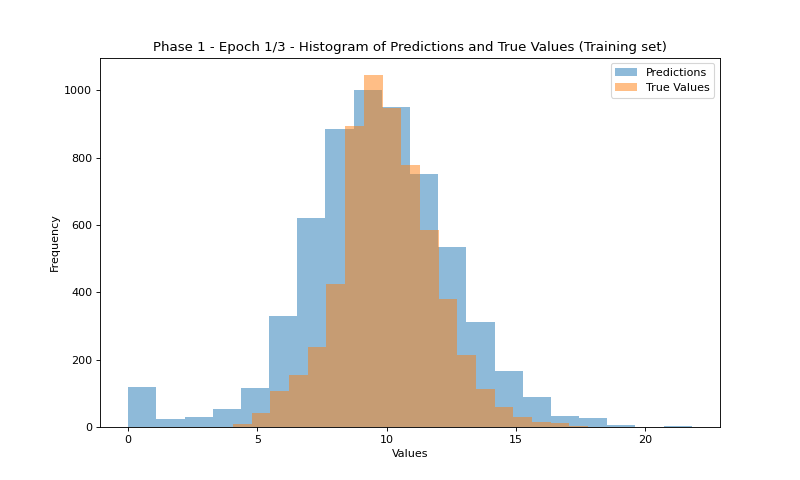 Phase 1 - Epoch 1/3 - Histogram of Predictions and True Values (Training set)
Predictions
True Values
1000
800
600
400
200
0
Frequency
0 5 10 15 20
Values